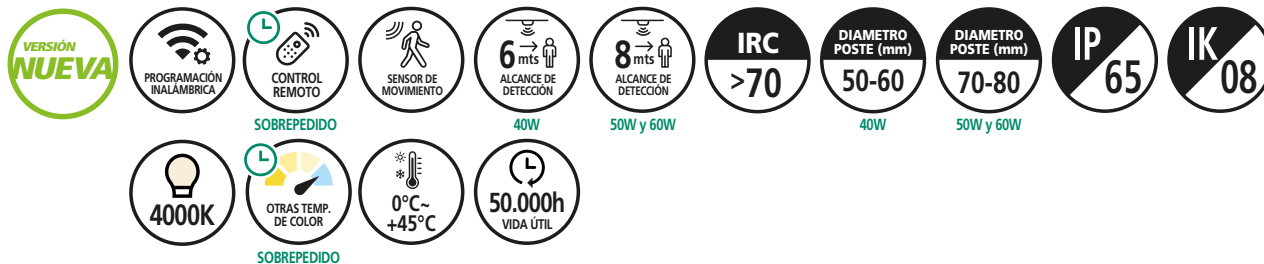 VERSIÓN
NUEVA
PROGRAMACIÓN
INALÁMBRICA
CONTROL
REMOTO
SOBREPEDIDO
SENSOR DE
MOVIMIENTO
6 mts
ALCANCE DE
DETECCIÓN
40W
8 mts
ALCANCE DE
DETECCIÓN
50W y 60W
IRC
>70
DIAMETRO
POSTE (mm)
50-60
40W
DIAMETRO
POSTE (mm)
70-80
50W y 60W
IP
65
IK
08
4000K
OTRAS TEMP.
DE COLOR
SOBREPEDIDO
0°C~
+45°C
50.000h
VIDA ÚTIL